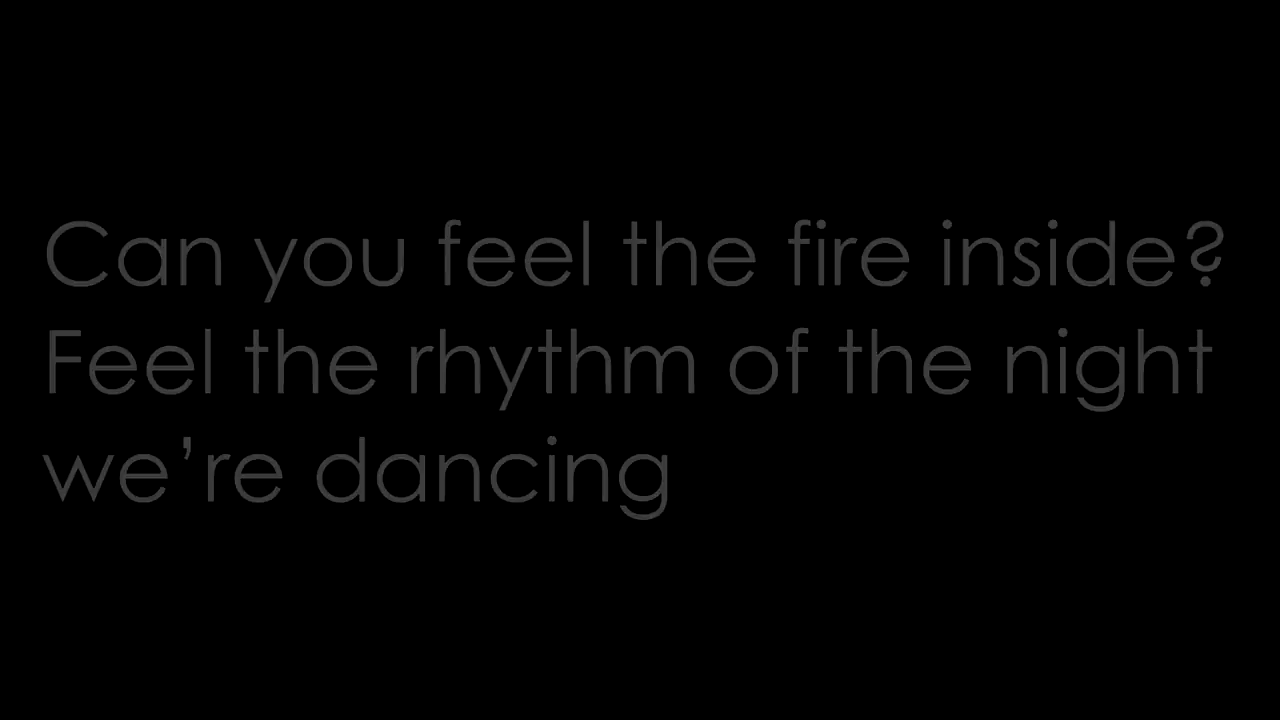 Can you feel the fire inside?
Feel the rhythm of the night
we’re dancing